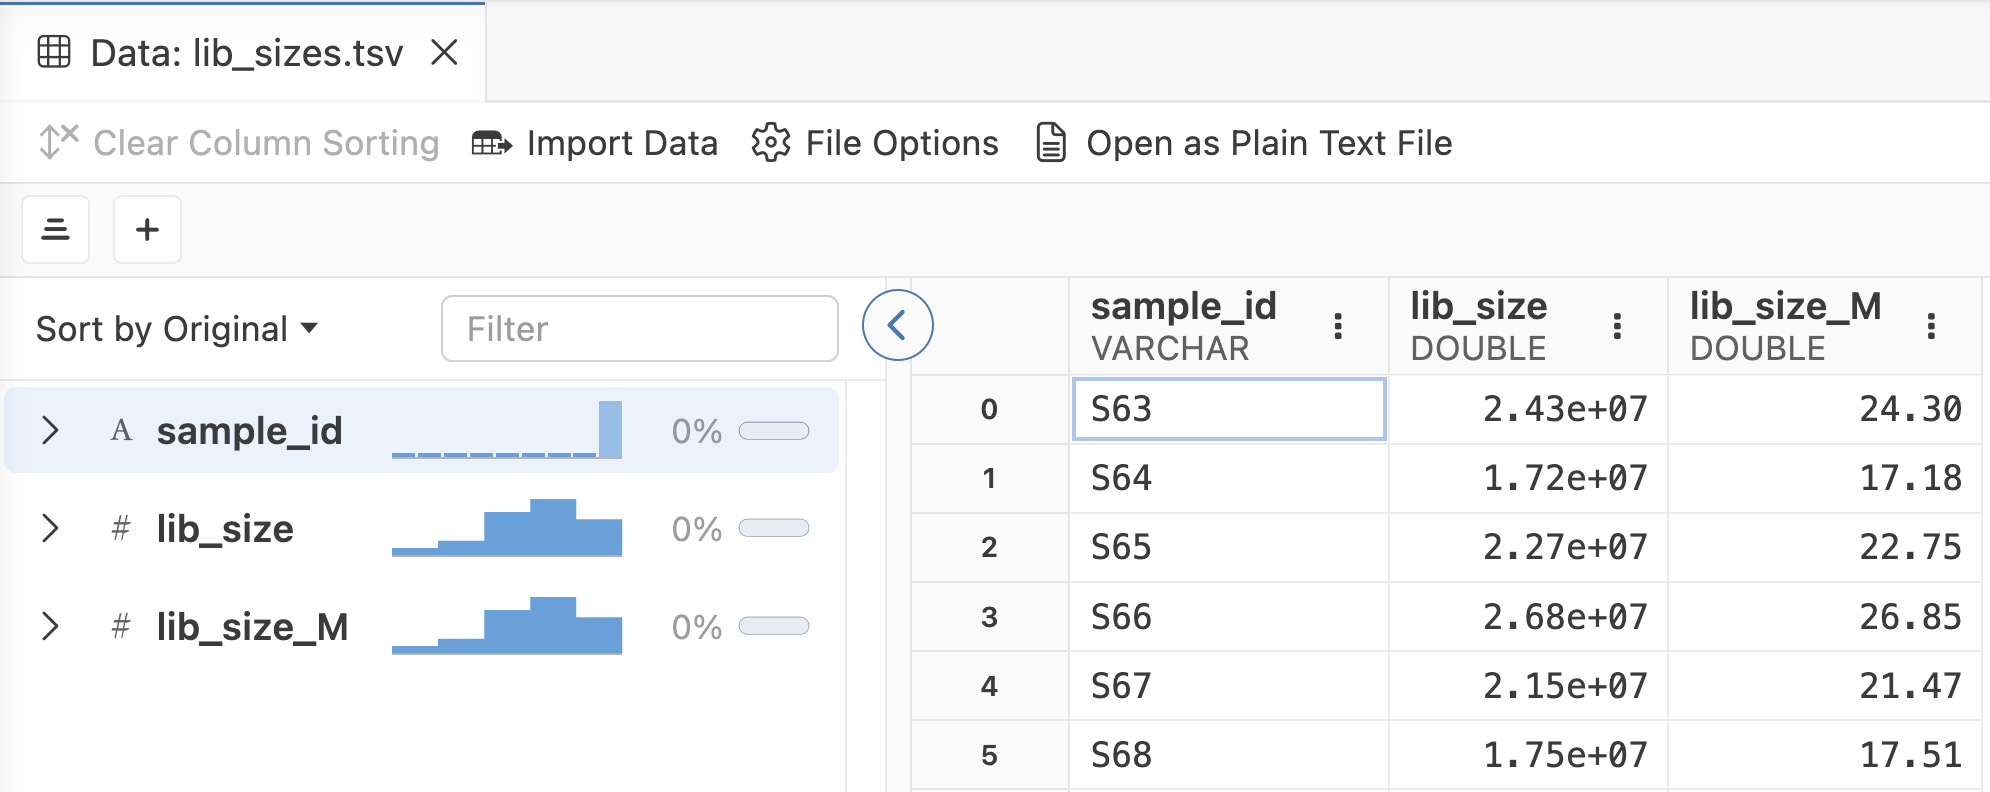 Data: lib_sizes.tsv
Clear Column Sorting Import Data File Options Open as Plain Text File
Sort by Original Filter
A sample_id 0%
# lib_size 0%
# lib_size_M 0%
sample_id lib_size lib_size_M
VARCHAR DOUBLE DOUBLE
0 S63 2.43e+07 24.30
1 S64 1.72e+07 17.18
2 S65 2.27e+07 22.75
3 S66 2.68e+07 26.85
4 S67 2.15e+07 21.47
5 S68 1.75e+07 17.51